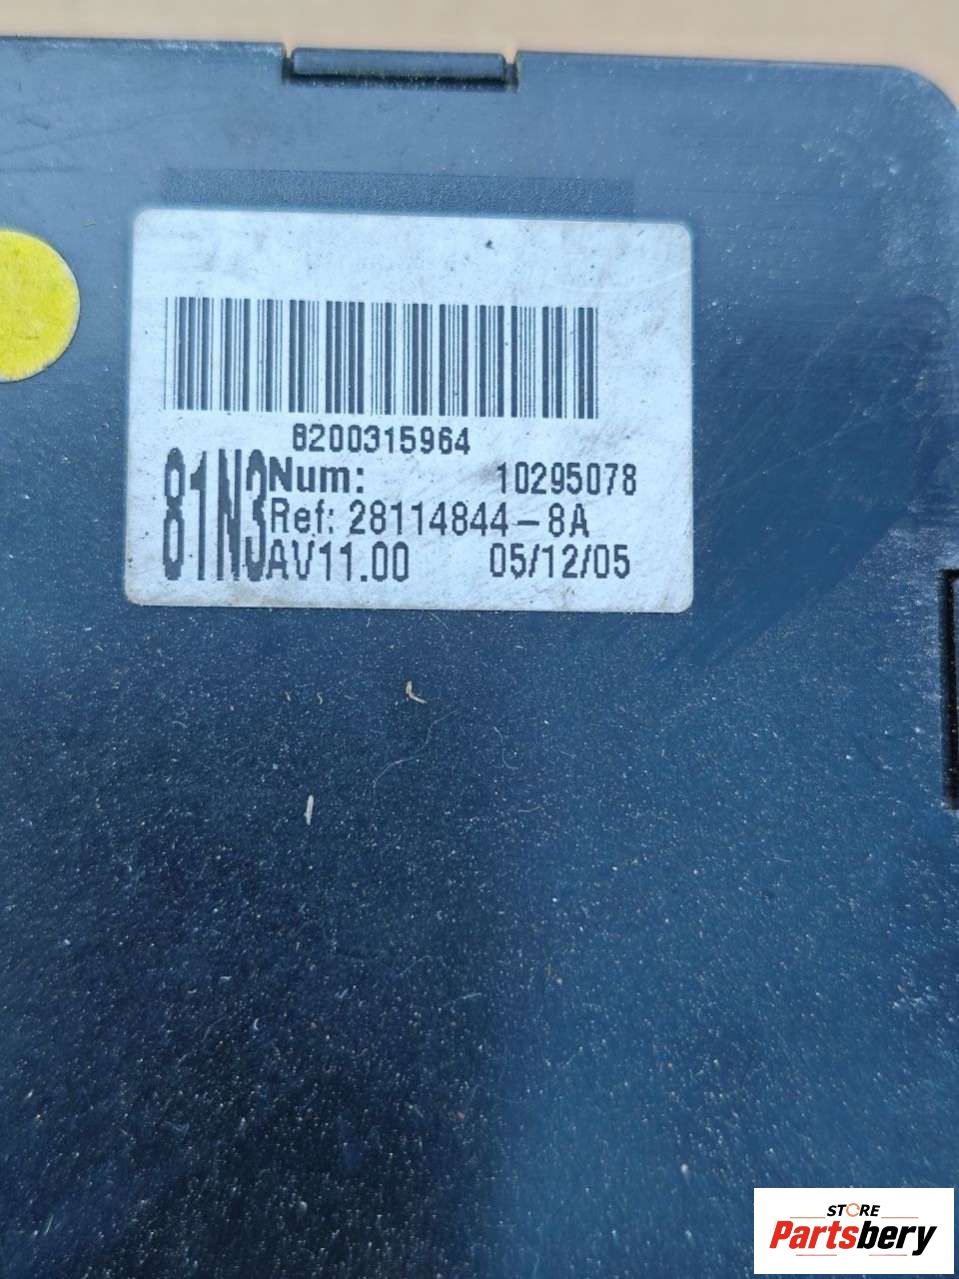 8200315964
81N3
Num: 10295078
Ref: 28114844-8A
AV11.00 05/12/05
STORE
Partsbery